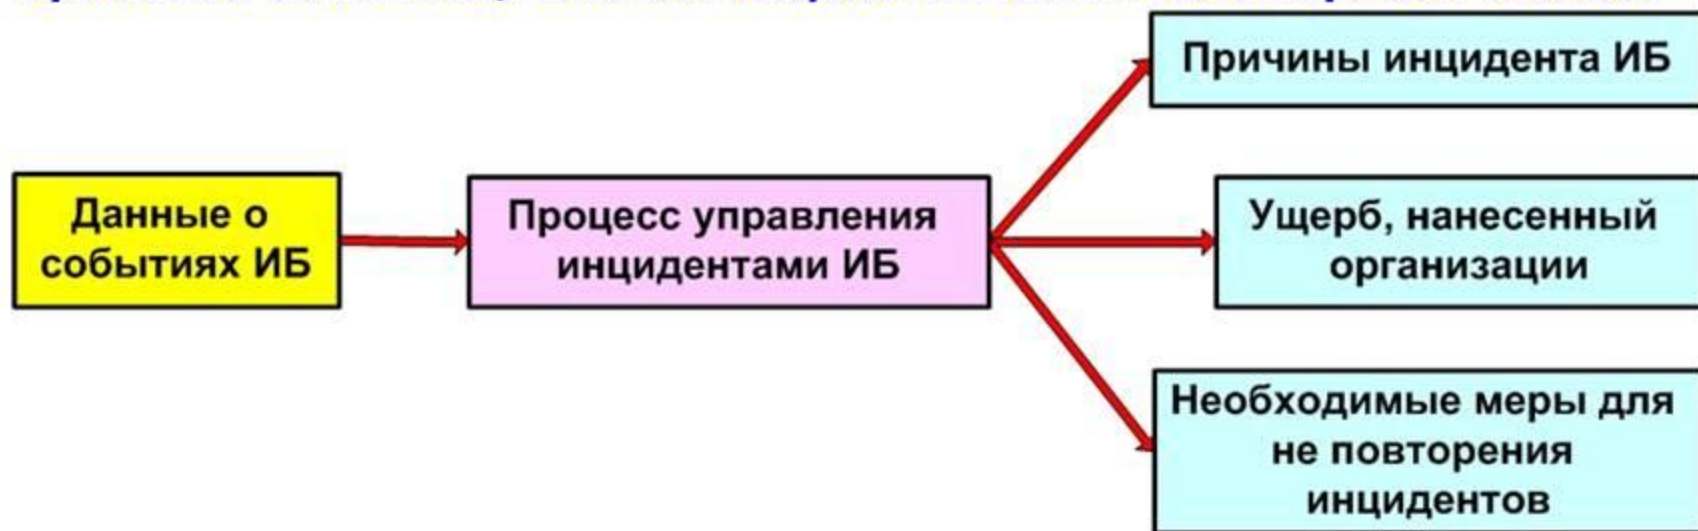 Данные о
событиях ИБ
Процесс управления
инцидентами ИБ
Причины инцидента ИБ
Ущерб, нанесенный
организации
Необходимые меры для
не повторения
инцидентов